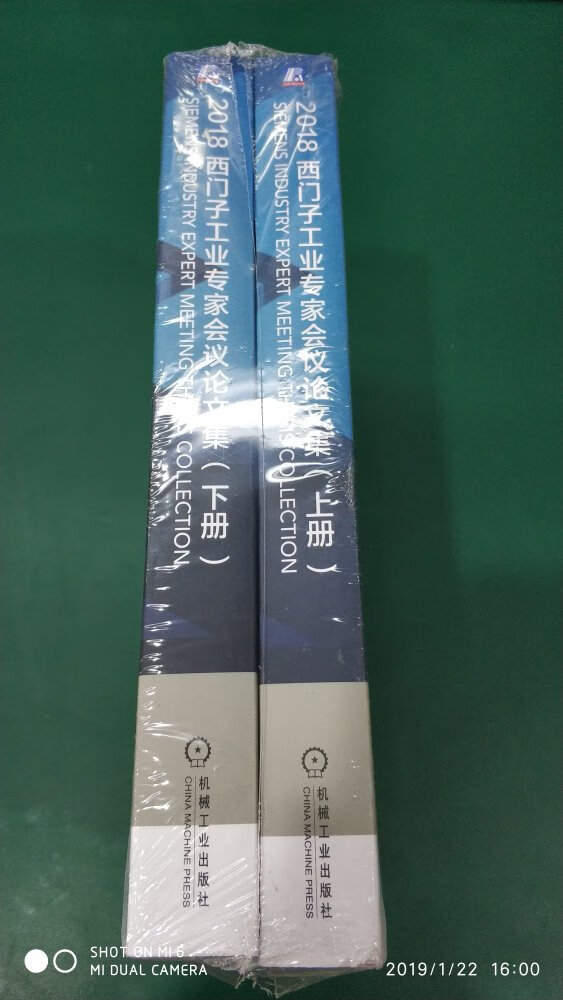 2018 西门子工业专家会议论文集（下册）
SIEMENS INDUSTRY EXPERT MEETING THESIS COLLECTION
机械工业出版社
CHINA MACHINE PRESS
2018 西门子工业专家会议论文集（上册）
SIEMENS INDUSTRY EXPERT MEETING THESIS COLLECTION
机械工业出版社
CHINA MACHINE PRESS
SHOT ON MI 6
MI DUAL CAMERA
2019/1/22 16:00